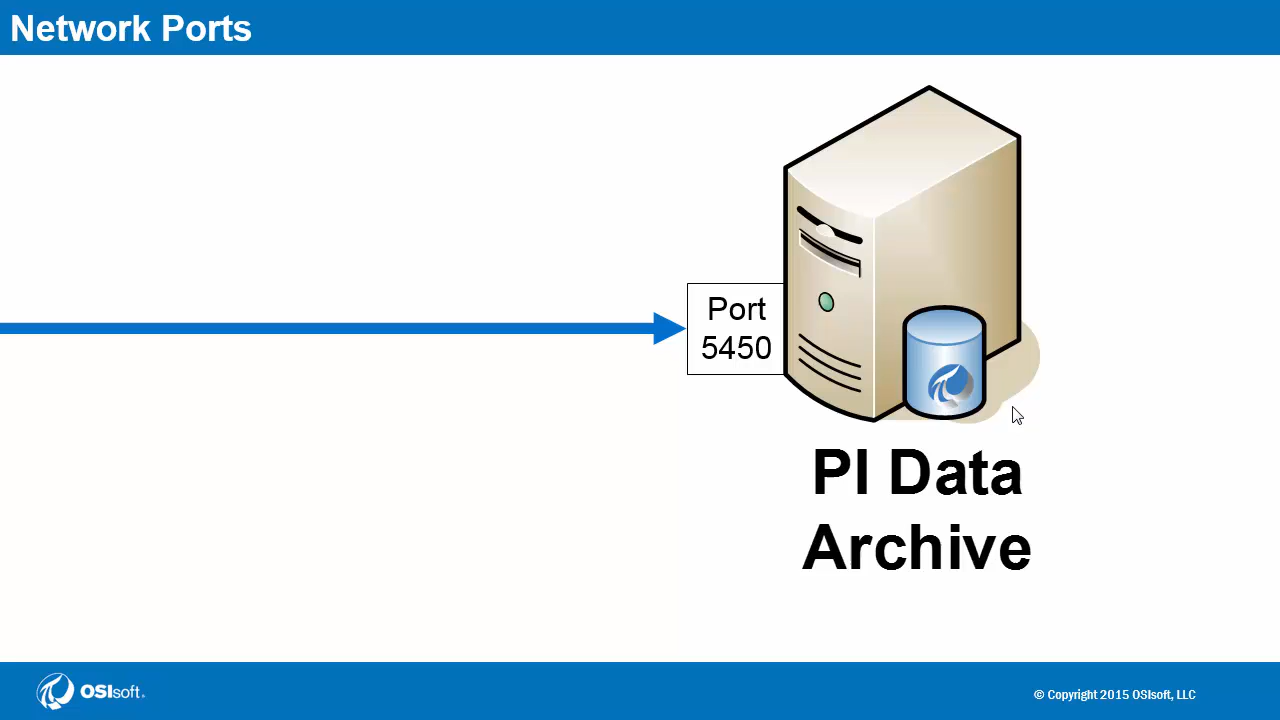 Network Ports
Port
5450
PI Data
Archive
OSIsoft.
© Copyright 2015 OSIsoft, LLC